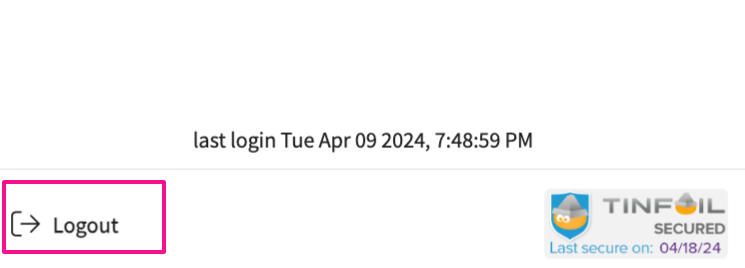 last login Tue Apr 09 2024, 7:48:59 PM
Logout
TINFOIL
SECURED
Last secure on: 04/18/24